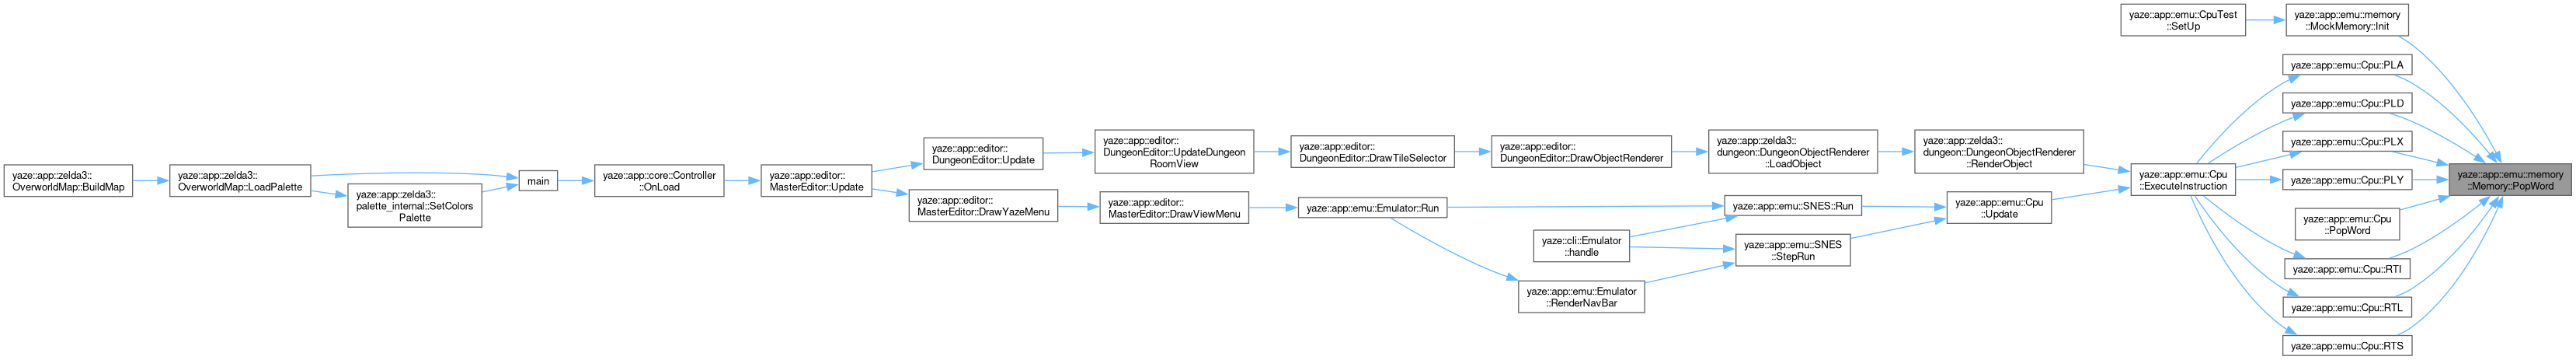 yaze::app::zelda3::
OverworldMap::BuildMap
yaze::app::zelda3::
OverworldMap::LoadPalette
yaze::app::zelda3::
palette_internal::SetColors
Palette
main
yaze::app::core::Controller
::OnLoad
yaze::app::editor::
MasterEditor::Update
yaze::app::editor::
DungeonEditor::Update
yaze::app::editor::
MasterEditor::DrawYazeMenu
yaze::app::editor::
DungeonEditor::UpdateDungeon
RoomView
yaze::app::editor::
MasterEditor::DrawViewMenu
yaze::app::editor::
DungeonEditor::DrawTileSelector
yaze::app::emu::Emulator::Run
yaze::app::editor::
DungeonEditor::DrawObjectRenderer
yaze::cli::Emulator
::handle
yaze::app::emu::Emulator
::RenderNavBar
yaze::app::zelda3::
dungeon::DungeonObjectRenderer
::LoadObject
yaze::app::emu::SNES::Run
yaze::app::emu::SNES
::StepRun
yaze::app::zelda3::
dungeon::DungeonObjectRenderer
::RenderObject
yaze::app::emu::Cpu
::Update
yaze::app::emu::CpuTest
::SetUp
yaze::app::emu::Cpu
::ExecuteInstruction
yaze::app::emu::memory
::MockMemory::Init
yaze::app::emu::Cpu::PLA
yaze::app::emu::Cpu::PLD
yaze::app::emu::Cpu::PLX
yaze::app::emu::Cpu::PLY
yaze::app::emu::Cpu
::PopWord
yaze::app::emu::Cpu::RTI
yaze::app::emu::Cpu::RTL
yaze::app::emu::Cpu::RTS
yaze::app::emu::memory
::Memory::PopWord